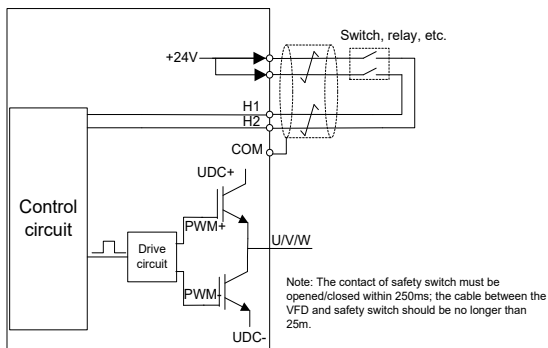 Switch, relay, etc.
+24V
H1
H2
COM
UDC+
Control
circuit
PWM+
Drive
circuit
U/V/W
PWM-
UDC-
Note: The contact of safety switch must be
opened/closed within 250ms; the cable between the
VFD and safety switch should be no longer than
25m.